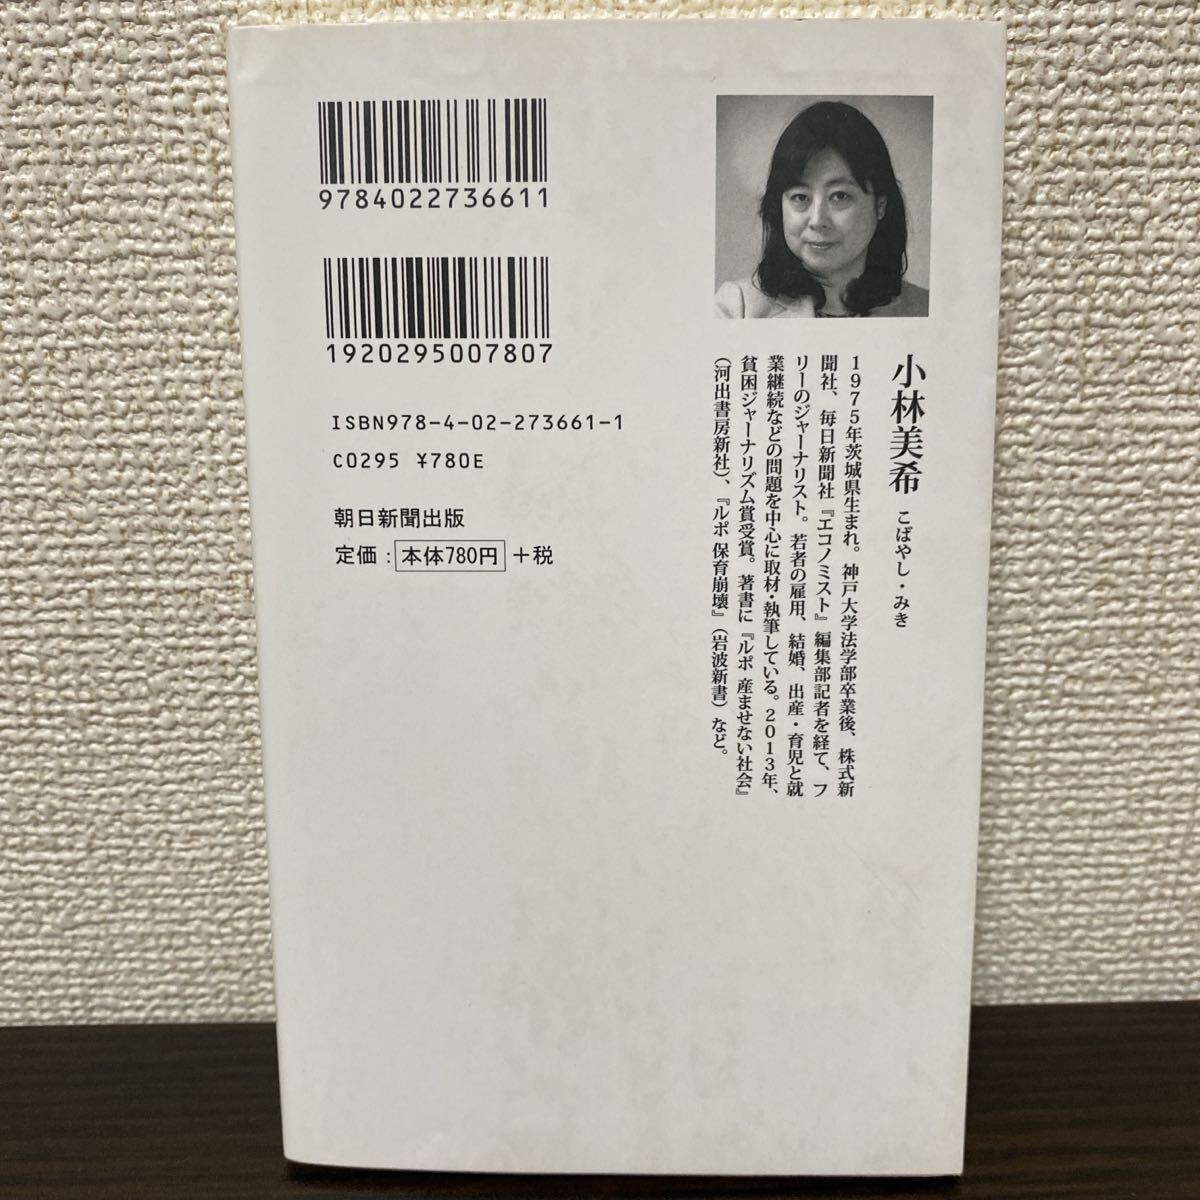 9784022736611
1920295007807
ISBN978-4-02-273661-1
C0295 ¥780E
朝日新聞出版
定価：本体780円＋税
小林美希 こばやし・みき
1975年茨城県生まれ。神戸大学法学部卒業後、株式新
聞社、毎日新聞社『エコノミスト』編集部記者を経て、フ
リーのジャーナリスト。若者の雇用、結婚、出産・育児と就
業継続などの問題を中心に取材・執筆している。2013年、
貧困ジャーナリズム賞受賞。著書に『ルポ 産ませない社会』
（河出書房新社）、『ルポ 保育崩壊』（岩波新書）など。